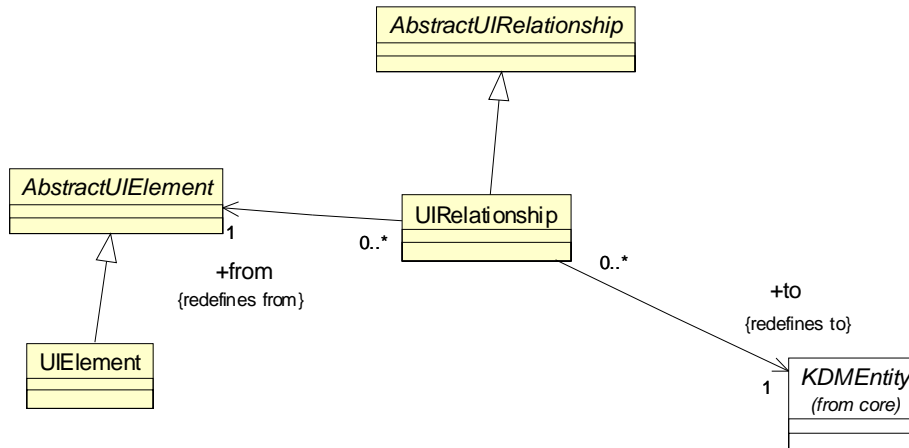 AbstractUIRelationship
AbstractUIElement
UIRelationship
1
0..*
0..*
+from
{redefines from}
+to
{redefines to}
UIElement
1
KDMEntity
(from core)